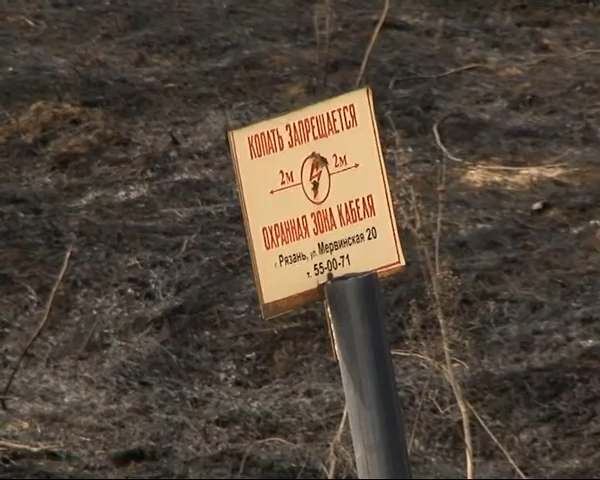 КОПАТЬ ЗАПРЕЩАЕТСЯ
2м 2м
ОХРАННАЯ ЗОНА КАБЕЛЯ
г. Рязань, ул. Мервинская 20
т. 55-00-71